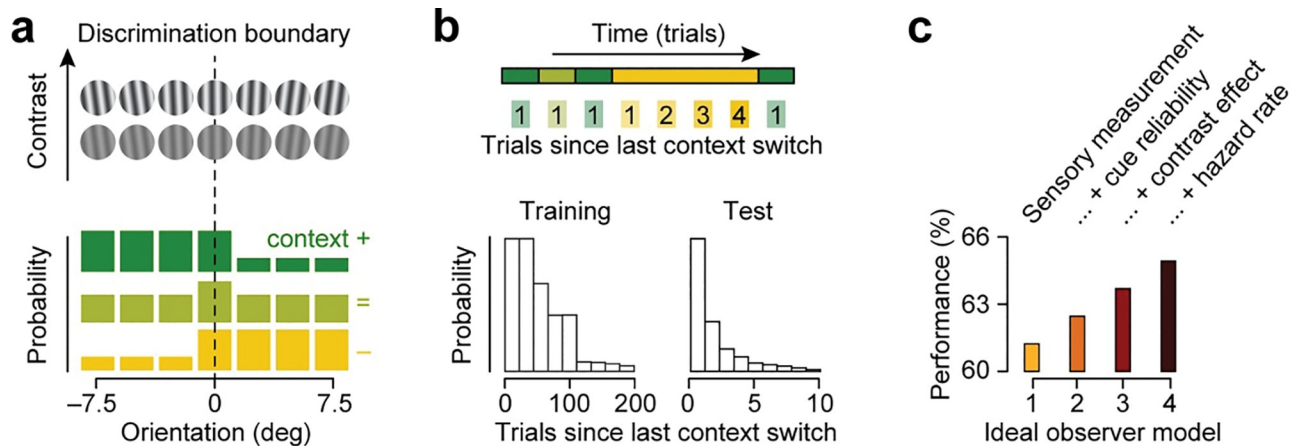 a
Discrimination boundary
Contrast
Probability
context +
=
–
–7.5
0
7.5
Orientation (deg)
b
Time (trials)
1 1 1 1 2 3 4 1
Trials since last context switch
Training
Test
Probability
0 100 200
0 10
Trials since last context switch
c
Sensory measurement
... + cue reliability
... + contrast effect
... + hazard rate
Performance (%)
66
63
60
1 2 3 4
Ideal observer model